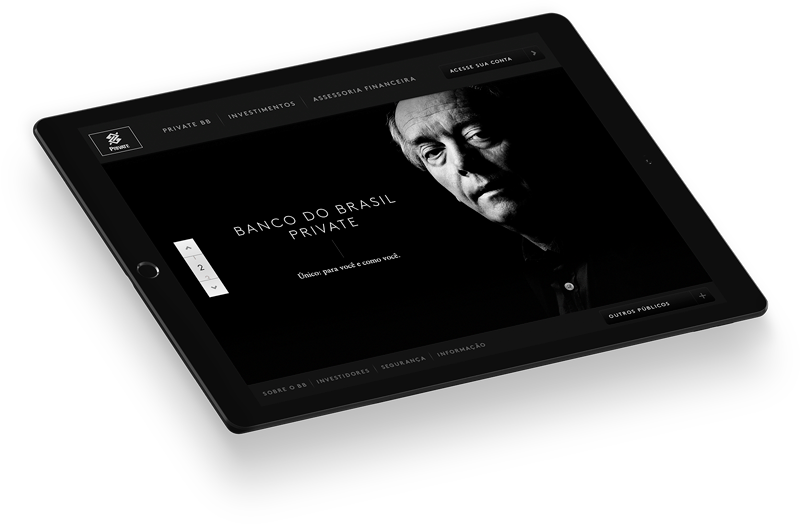 PRIVATE
PRIVATE BB | INVESTIMENTOS | ASSESSORIA FINANCEIRA
ACESSE SUA CONTA
BANCO DO BRASIL
PRIVATE
Único: para você e como você.
2
OUTROS PÚBLICOS
SOBRE O BB | INVESTIDORES | SEGURANÇA | INFORMAÇÃO